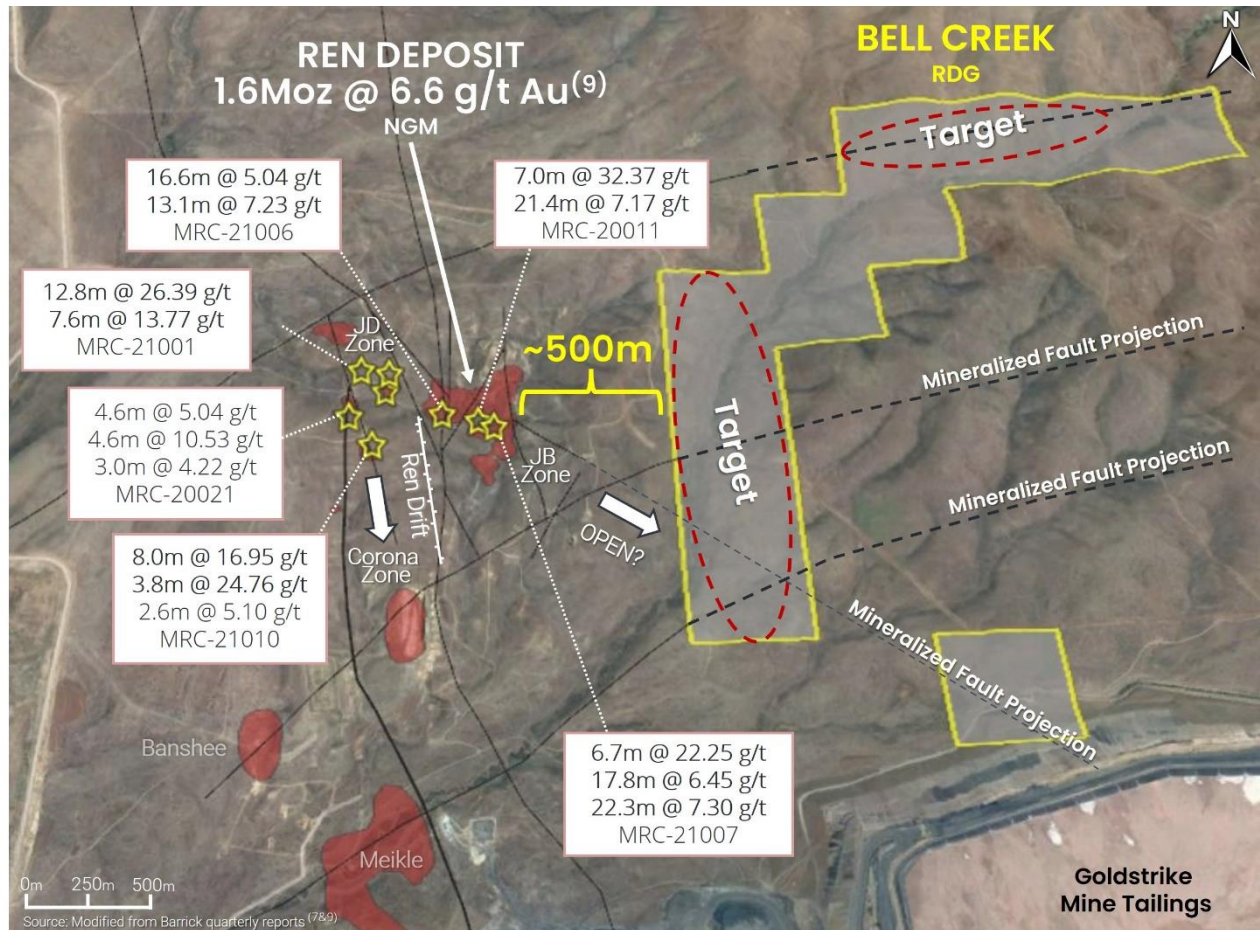 REN DEPOSIT
1.6Moz @ 6.6 g/t Au(9)
NGM
BELL CREEK
RDG
N
Target
16.6m @ 5.04 g/t
13.1m @ 7.23 g/t
MRC-21006
7.0m @ 32.37 g/t
21.4m @ 7.17 g/t
MRC-20011
12.8m @ 26.39 g/t
7.6m @ 13.77 g/t
MRC-21001
JD
Zone
~500m
Mineralized Fault Projection
4.6m @ 5.04 g/t
4.6m @ 10.53 g/t
3.0m @ 4.22 g/t
MRC-20021
Ren Drift
JB
Zone
Target
Mineralized Fault Projection
OPEN?
8.0m @ 16.95 g/t
3.8m @ 24.76 g/t
2.6m @ 5.10 g/t
MRC-21010
Corona
Zone
Mineralized Fault Projection
Banshee
6.7m @ 22.25 g/t
17.8m @ 6.45 g/t
22.3m @ 7.30 g/t
MRC-21007
Meikle
0m 250m 500m
Goldstrike
Mine Tailings
Source: Modified from Barrick quarterly reports (7&9)